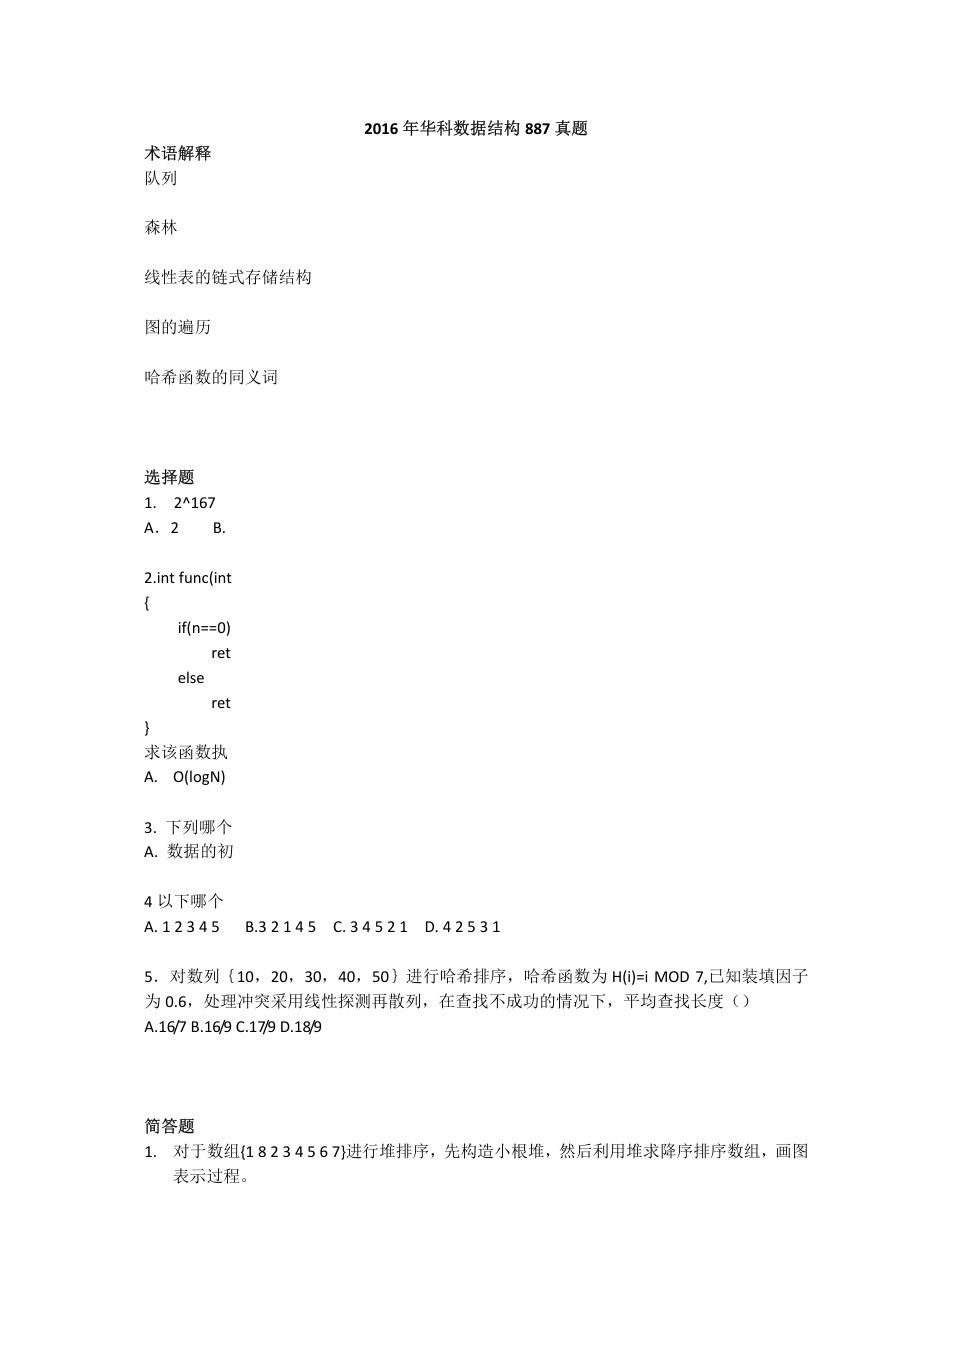 2016 年华科数据结构 887 真题
术语解释
队列
森林
线性表的链式存储结构
图的遍历
哈希函数的同义词
选择题
1. 2^167
A. 2 B.
2.int func(int
{
if(n==0)
ret
else
ret
}
求该函数执
A. O(logN)
3. 下列哪个
A. 数据的初
4 以下哪个
A. 1 2 3 4 5 B.3 2 1 4 5 C. 3 4 5 2 1 D. 4 2 5 3 1
5. 对数列｛10，20，30，40，50｝进行哈希排序，哈希函数为 H(i)=i MOD 7,已知装填因子
为 0.6，处理冲突采用线性探测再散列，在查找不成功的情况下，平均查找长度（）
A.16/7 B.16/9 C.17/9 D.18/9
简答题
1. 对于数组{1 8 2 3 4 5 6 7}进行堆排序，先构造小根堆，然后利用堆求降序排序数组，画图
表示过程。